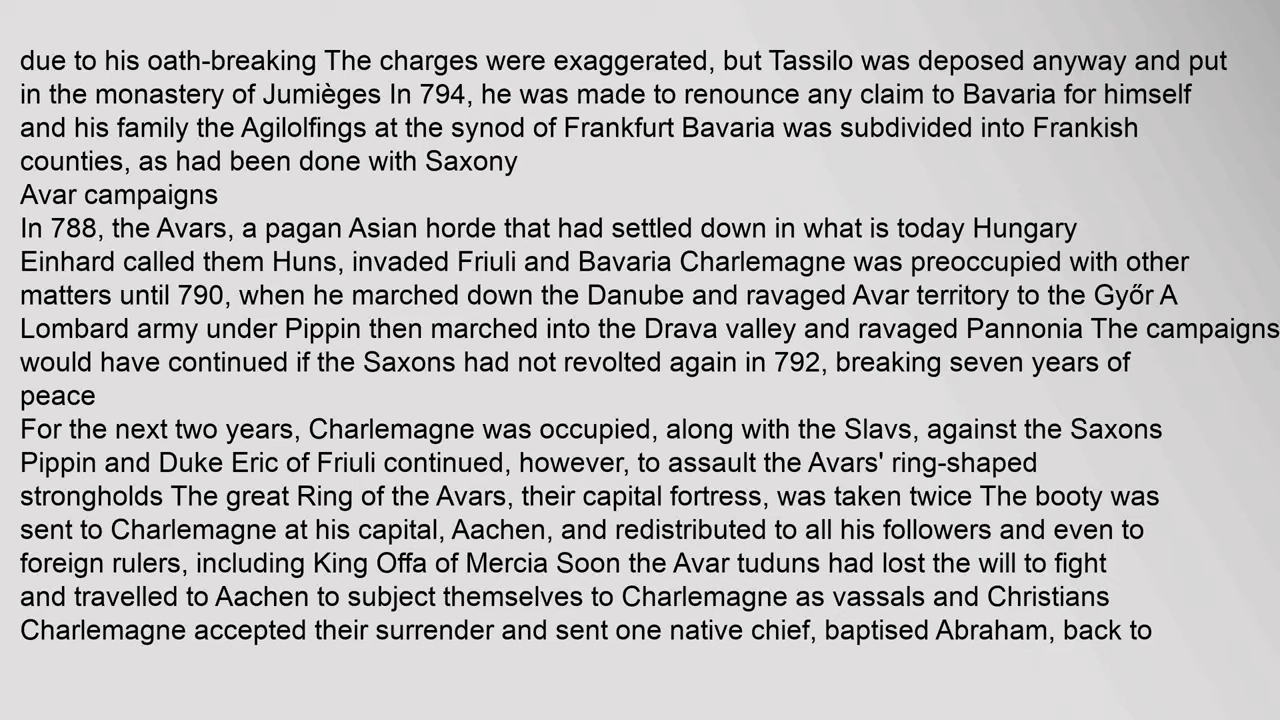 due to his oath-breaking The charges were exaggerated, but Tassilo was deposed anyway and put
in the monastery of Jumièges In 794, he was made to renounce any claim to Bavaria for himself
and his family the Agilolfings at the synod of Frankfurt Bavaria was subdivided into Frankish
counties, as had been done with Saxony
Avar campaigns
In 788, the Avars, a pagan Asian horde that had settled down in what is today Hungary
Einhard called them Huns, invaded Friuli and Bavaria Charlemagne was preoccupied with other
matters until 790, when he marched down the Danube and ravaged Avar territory to the Győr A
Lombard army under Pippin then marched into the Drava valley and ravaged Pannonia The campaigns
would have continued if the Saxons had not revolted again in 792, breaking seven years of
peace
For the next two years, Charlemagne was occupied, along with the Slavs, against the Saxons
Pippin and Duke Eric of Friuli continued, however, to assault the Avars' ring-shaped
strongholds The great Ring of the Avars, their capital fortress, was taken twice The booty was
sent to Charlemagne at his capital, Aachen, and redistributed to all his followers and even to
foreign rulers, including King Offa of Mercia Soon the Avar tuduns had lost the will to fight
and travelled to Aachen to subject themselves to Charlemagne as vassals and Christians
Charlemagne accepted their surrender and sent one native chief, baptised Abraham, back to